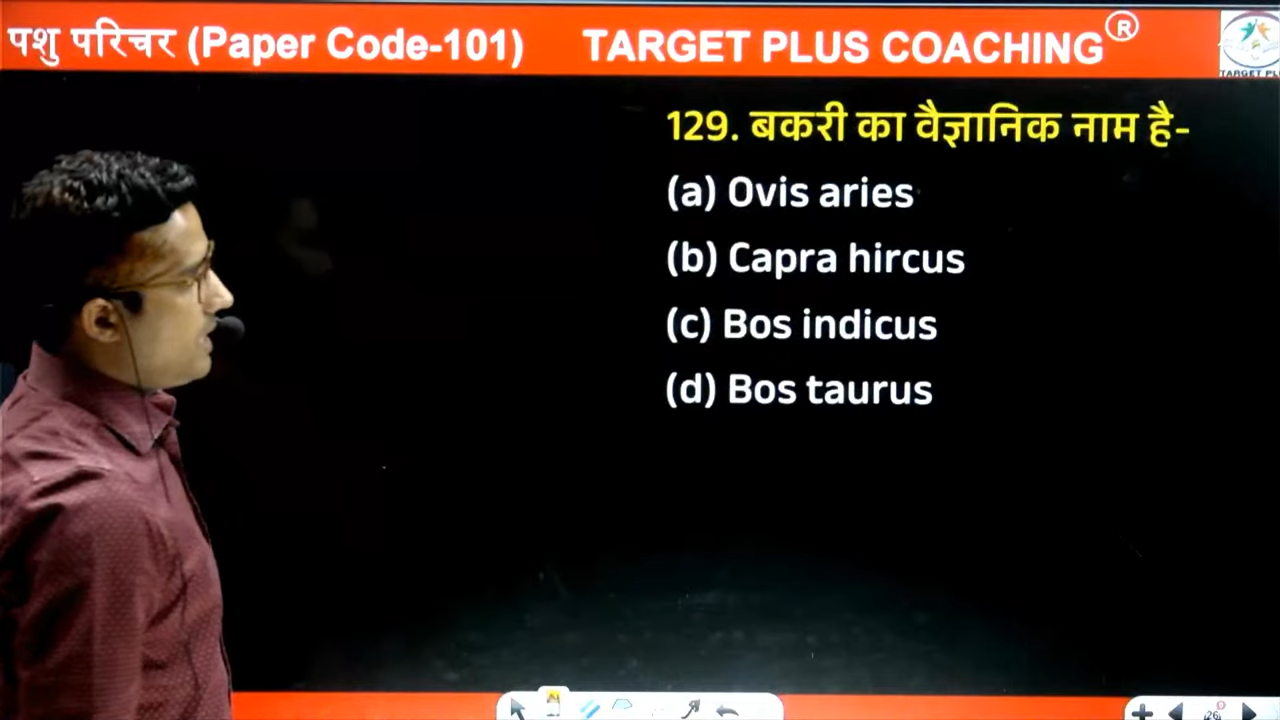 पशु परिचर (Paper Code-101) TARGET PLUS COACHING®
129. बकरी का वैज्ञानिक नाम है-
(a) Ovis aries
(b) Capra hircus
(c) Bos indicus
(d) Bos taurus